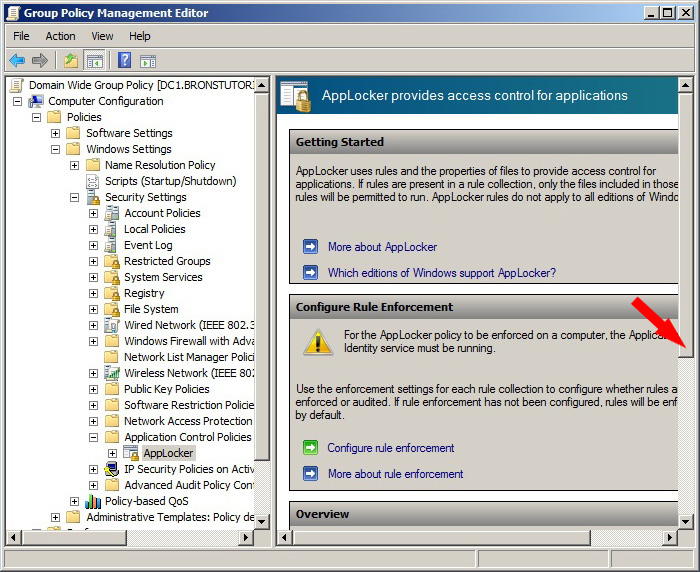 Group Policy Management Editor
File Action View Help
Domain Wide Group Policy [DC1.BRONSTUTOR
Computer Configuration
Policies
Software Settings
Windows Settings
Name Resolution Policy
Scripts (Startup/Shutdown)
Security Settings
Account Policies
Local Policies
Event Log
Restricted Groups
System Services
Registry
File System
Wired Network (IEEE 802.3
Windows Firewall with Adva
Network List Manager Polici
Wireless Network (IEEE 802
Public Key Policies
Software Restriction Policie
Network Access Protection
Application Control Policies
AppLocker
IP Security Policies on Activ
Advanced Audit Policy Cont
Policy-based QoS
Administrative Templates: Policy de
AppLocker provides access control for applications
Getting Started
AppLocker uses rules and the properties of files to provide access control for
applications. If rules are present in a rule collection, only the files included in those
rules will be permitted to run. AppLocker rules do not apply to all editions of Windo
More about AppLocker
Which editions of Windows support AppLocker?
Configure Rule Enforcement
For the AppLocker policy to be enforced on a computer, the Applica
Identity service must be running.
Use the enforcement settings for each rule collection to configure whether rules a
enforced or audited. If rule enforcement has not been configured, rules will be enf
by default.
Configure rule enforcement
More about rule enforcement
Overview